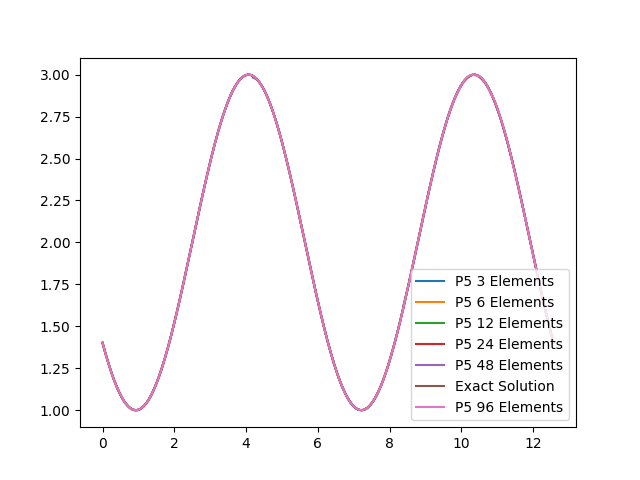 3.00
2.75
2.50
2.25
2.00
1.75
1.50
1.25
1.00
P5 3 Elements
P5 6 Elements
P5 12 Elements
P5 24 Elements
P5 48 Elements
Exact Solution
P5 96 Elements
0 2 4 6 8 10 12